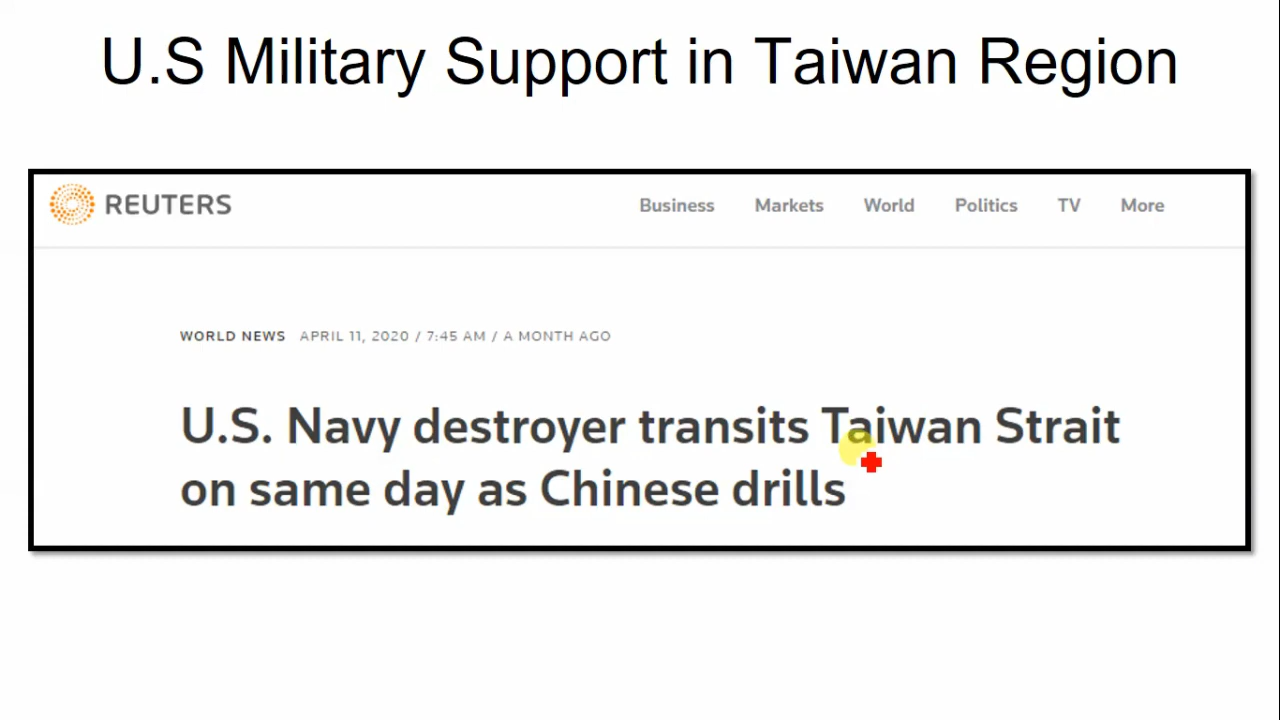 U.S Military Support in Taiwan Region
REUTERS Business Markets World Politics TV More
WORLD NEWS APRIL 11, 2020 / 7:45 AM / A MONTH AGO
U.S. Navy destroyer transits Taiwan Strait
on same day as Chinese drills